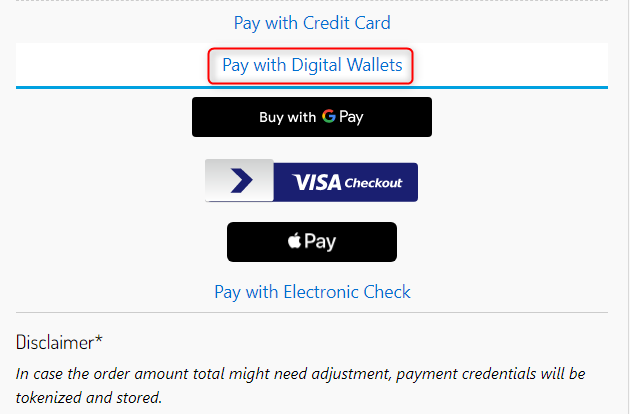 Pay with Credit Card
Pay with Digital Wallets
Buy with G Pay
VISA Checkout
Pay
Pay with Electronic Check
Disclaimer*
In case the order amount total might need adjustment, payment credentials will be
tokenized and stored.